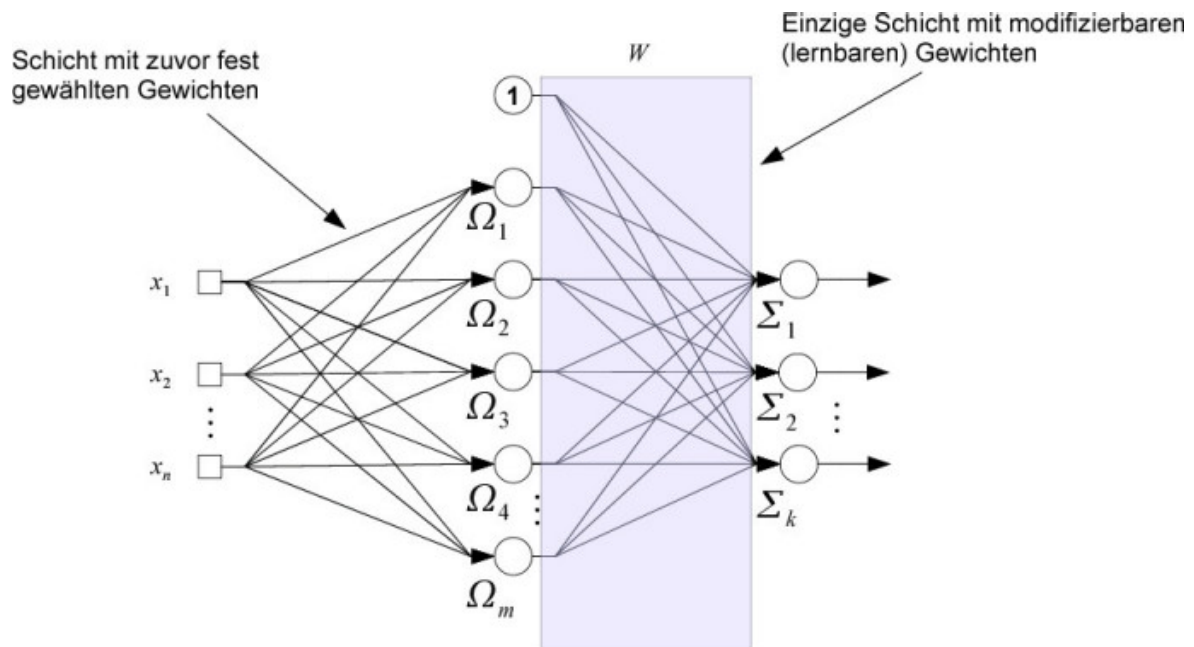 Schicht mit zuvor fest
gewählten Gewichten
Einzige Schicht mit modifizierbaren
(lernbaren) Gewichten
W
1
Ω₁
x₁
Ω₂
Σ₁
x₂
⋮
Ω₃
Σ₂
⋮
xₙ
Ω₄
⋮
Σₖ
Ωₘ